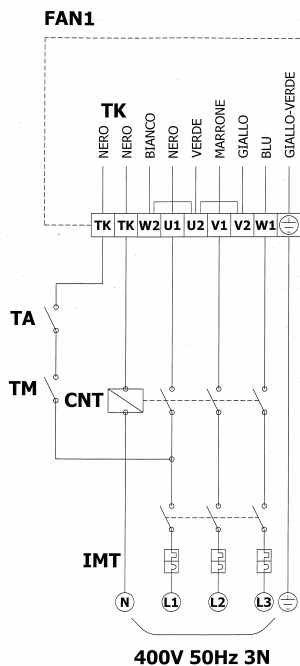 FAN1
TK
NERO
NERO
BIANCO
NERO
VERDE
MARRONE
GIALLO
BLU
GIALLO-VERDE
TK TK W2 U1 U2 V1 V2 W1
TA
TM
CNT
IMT
N L1 L2 L3
400V 50Hz 3N